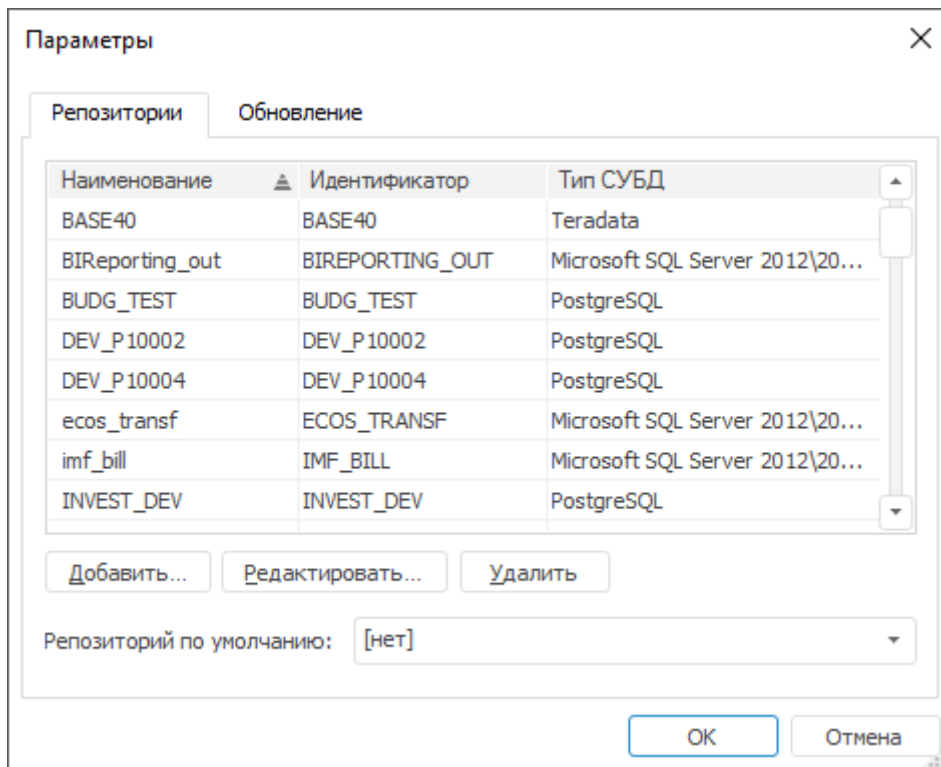 Параметры
Репозитории Обновление
Наименование Идентификатор Тип СУБД
BASE40 BASE40 Teradata
BIReporting_out BIREPORTING_OUT Microsoft SQL Server 2012\20...
BUDG_TEST BUDG_TEST PostgreSQL
DEV_P10002 DEV_P10002 PostgreSQL
DEV_P10004 DEV_P10004 PostgreSQL
ecos_transf ECOS_TRANSF Microsoft SQL Server 2012\20...
imf_bill IMF_BILL Microsoft SQL Server 2012\20...
INVEST_DEV INVEST_DEV PostgreSQL
Добавить... Редактировать... Удалить
Репозиторий по умолчанию: [нет]
ОК Отмена